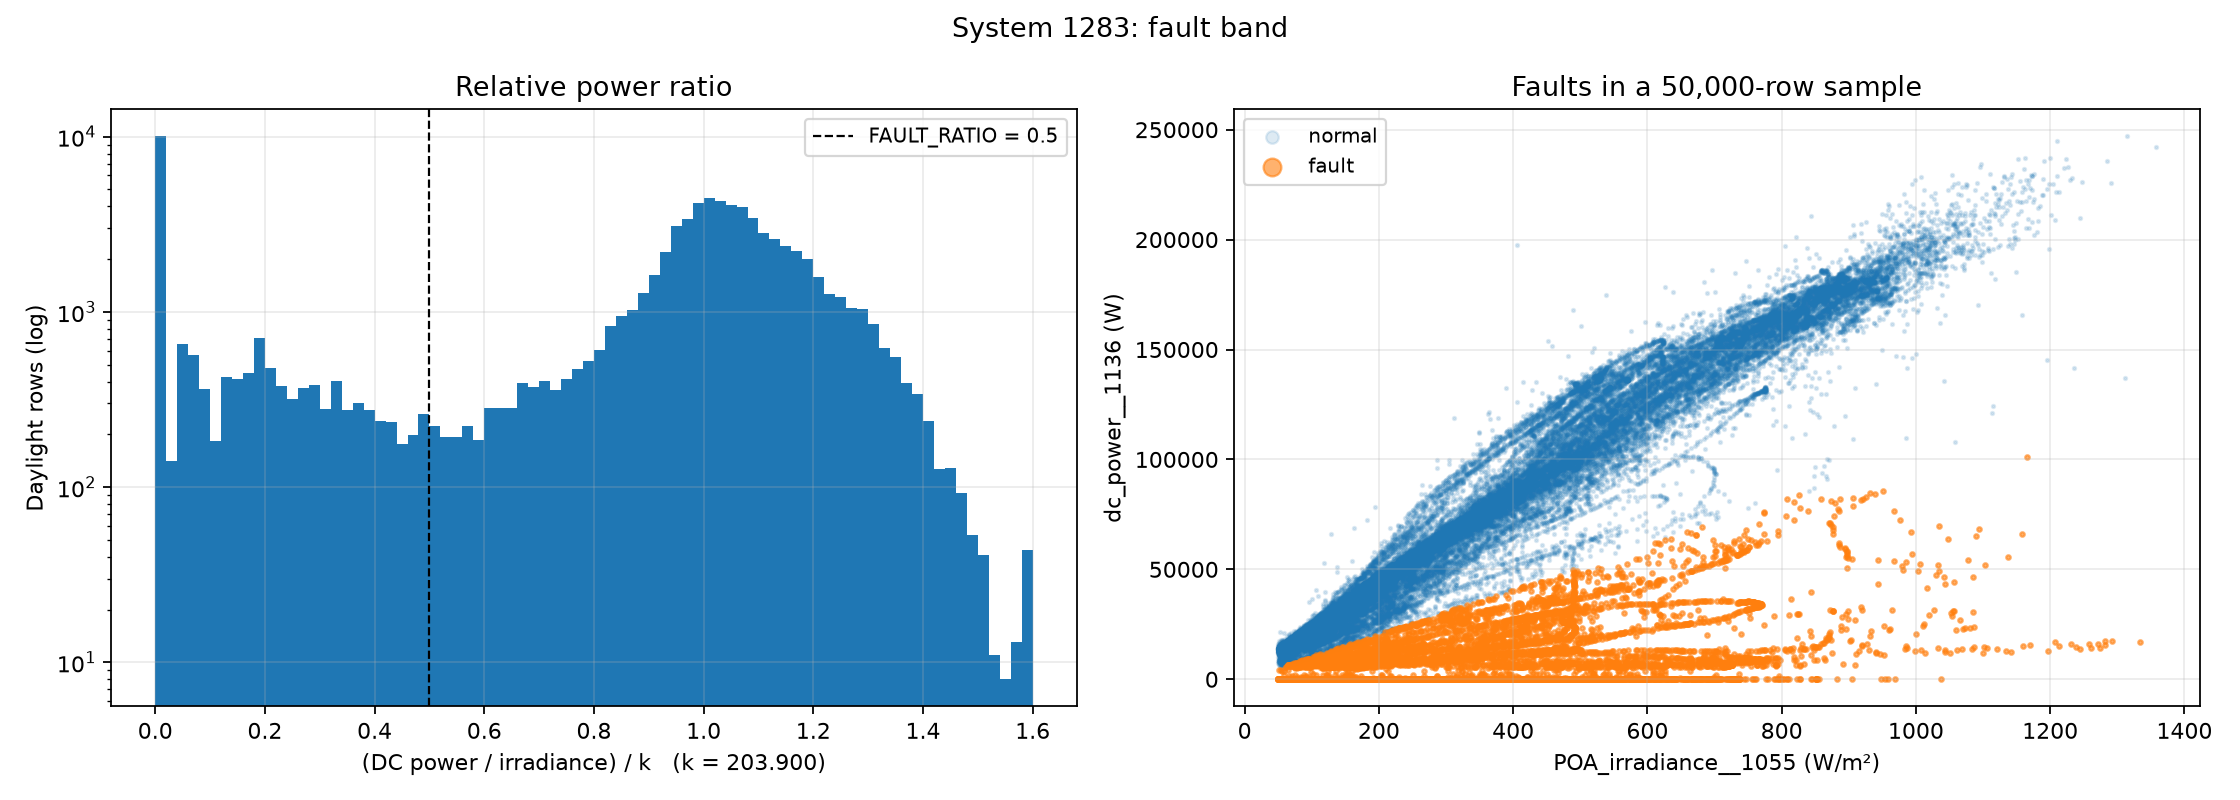 System 1283: fault band
Relative power ratio
Daylight rows (log)
10⁴
10³
10²
10¹
FAULT_RATIO = 0.5
0.0 0.2 0.4 0.6 0.8 1.0 1.2 1.4 1.6
(DC power / irradiance) / k (k = 203.900)
Faults in a 50,000-row sample
dc_power__1136 (W)
250000
200000
150000
100000
50000
0
normal
fault
0 200 400 600 800 1000 1200 1400
POA_irradiance__1055 (W/m²)